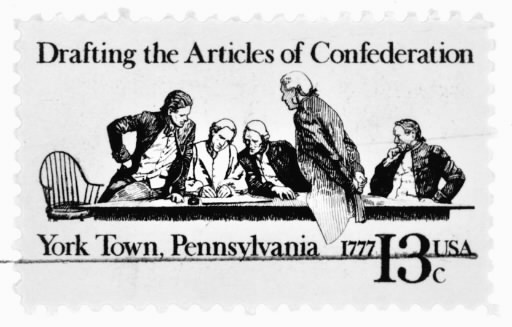 Drafting the Articles of Confederation
York Town, Pennsylvania 1777 13c USA